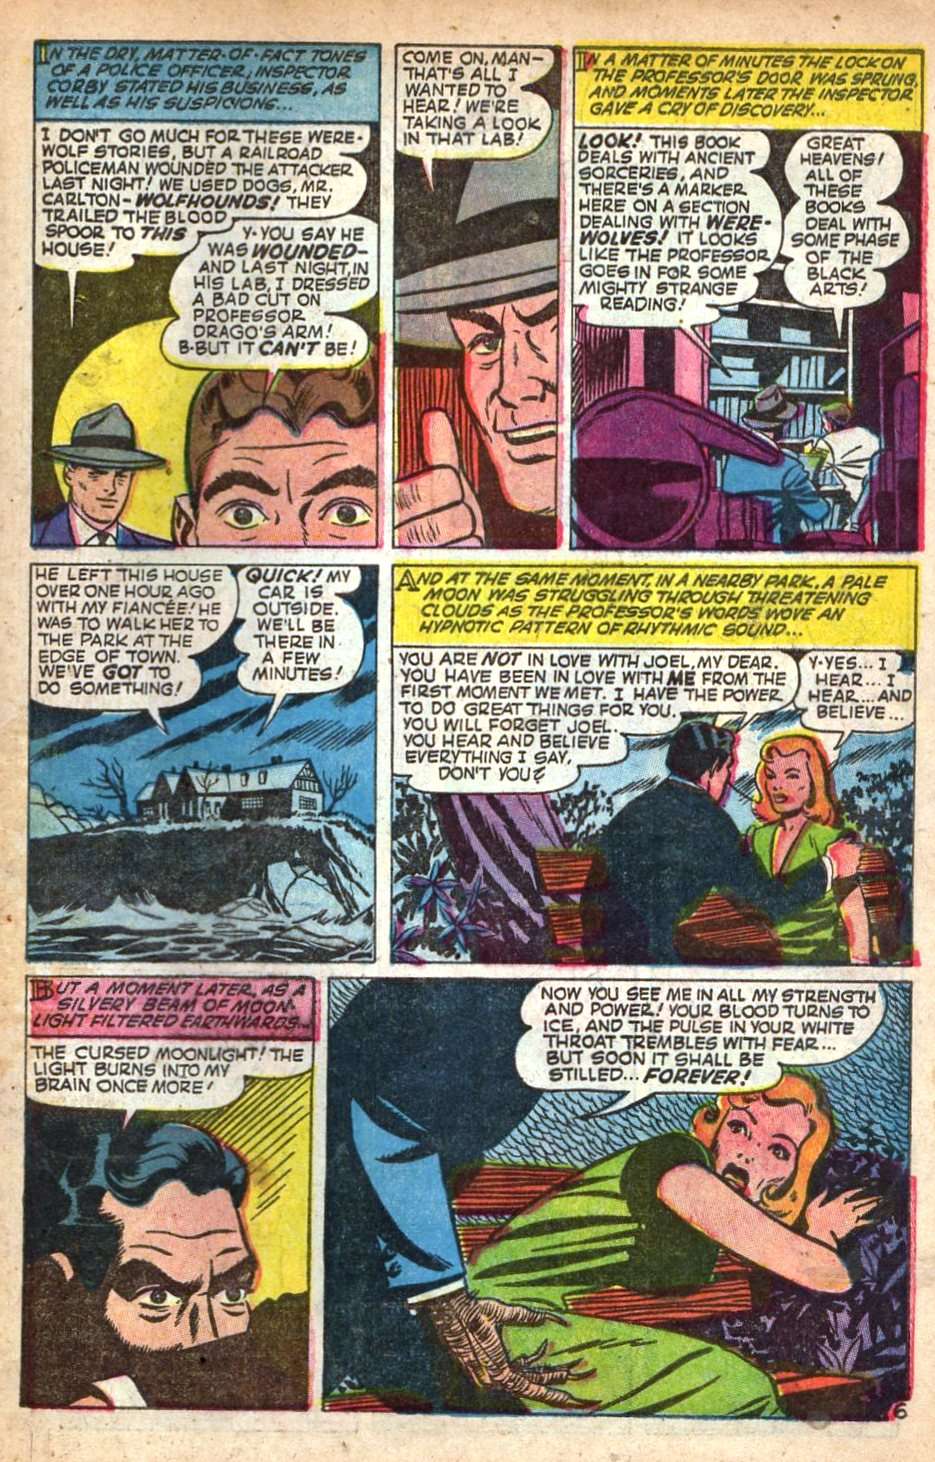 IN THE DRY, MATTER-OF-FACT TONES
OF A POLICE OFFICER, INSPECTOR
CORBY STATED HIS BUSINESS, AS
WELL AS HIS SUSPICIONS...
I DON'T GO MUCH FOR THESE WERE-
WOLF STORIES, BUT A RAILROAD
POLICEMAN WOUNDED THE ATTACKER
LAST NIGHT! WE USED DOGS, MR.
CARLTON-WOLFHOUNDS! THEY
TRAILED THE BLOOD
SPOOR TO THIS
HOUSE!
Y-YOU SAY HE
WAS WOUNDED-
AND LAST NIGHT, IN
HIS LAB, I DRESSED
A BAD CUT ON
PROFESSOR
DRAGO'S ARM!
B-BUT IT CAN'T BE!
COME ON, MAN-
THAT'S ALL I
WANTED TO
HEAR! WE'RE
TAKING A LOOK
IN THAT LAB!
IN A MATTER OF MINUTES THE LOCK ON
THE PROFESSOR'S DOOR WAS SPRUNG,
AND MOMENTS LATER THE INSPECTOR
GAVE A CRY OF DISCOVERY...
LOOK! THIS BOOK
DEALS WITH ANCIENT
SORCERIES, AND
THERE'S A MARKER
HERE ON A SECTION
DEALING WITH WERE-
WOLVES! IT LOOKS
LIKE THE PROFESSOR
GOES IN FOR SOME
MIGHTY STRANGE
READING!
GREAT
HEAVENS!
ALL OF
THESE
BOOKS
DEAL WITH
SOME PHASE
OF THE
BLACK
ARTS!
HE LEFT THIS HOUSE
OVER ONE HOUR AGO
WITH MY FIANCÉE! HE
WAS TO WALK HER TO
THE PARK AT THE
EDGE OF TOWN.
WE'VE GOT TO
DO SOMETHING!
QUICK! MY
CAR IS
OUTSIDE.
WE'LL BE
THERE IN
A FEW
MINUTES!
AND AT THE SAME MOMENT, IN A NEARBY PARK, A PALE
MOON WAS STRUGGLING THROUGH THREATENING
CLOUDS AS THE PROFESSOR'S WORDS WOVE AN
HYPNOTIC PATTERN OF RHYTHMIC SOUND...
YOU ARE NOT IN LOVE WITH JOEL, MY DEAR.
YOU HAVE BEEN IN LOVE WITH ME FROM THE
FIRST MOMENT WE MET. I HAVE THE POWER
TO DO GREAT THINGS FOR YOU.
YOU WILL FORGET JOEL.
YOU HEAR AND BELIEVE
EVERYTHING I SAY,
DON'T YOU?
Y-YES... I
HEAR... I
HEAR... AND
BELIEVE...
BUT A MOMENT LATER, AS A
SILVERY BEAM OF MOON-
LIGHT FILTERED EARTHWARDS...
THE CURSED MOONLIGHT! THE
LIGHT BURNS INTO MY
BRAIN ONCE MORE!
NOW YOU SEE ME IN ALL MY STRENGTH
AND POWER! YOUR BLOOD TURNS TO
ICE, AND THE PULSE IN YOUR WHITE
THROAT TREMBLES WITH FEAR...
BUT SOON IT SHALL BE
STILLED... FOREVER!
6